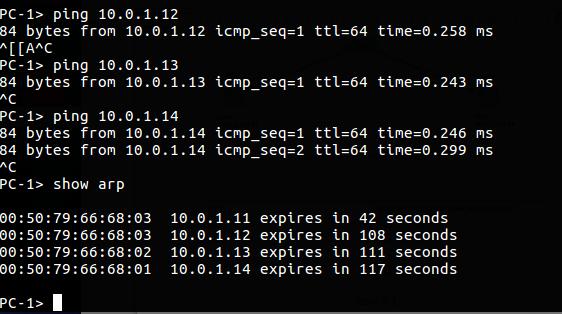 PC-1> ping 10.0.1.12
84 bytes from 10.0.1.12 icmp_seq=1 ttl=64 time=0.258 ms
^[[A^C
PC-1> ping 10.0.1.13
84 bytes from 10.0.1.13 icmp_seq=1 ttl=64 time=0.243 ms
^C
PC-1> ping 10.0.1.14
84 bytes from 10.0.1.14 icmp_seq=1 ttl=64 time=0.246 ms
84 bytes from 10.0.1.14 icmp_seq=2 ttl=64 time=0.299 ms
^C
PC-1> show arp
00:50:79:66:68:03  10.0.1.11 expires in 42 seconds
00:50:79:66:68:03  10.0.1.12 expires in 108 seconds
00:50:79:66:68:02  10.0.1.13 expires in 111 seconds
00:50:79:66:68:01  10.0.1.14 expires in 117 seconds
PC-1>